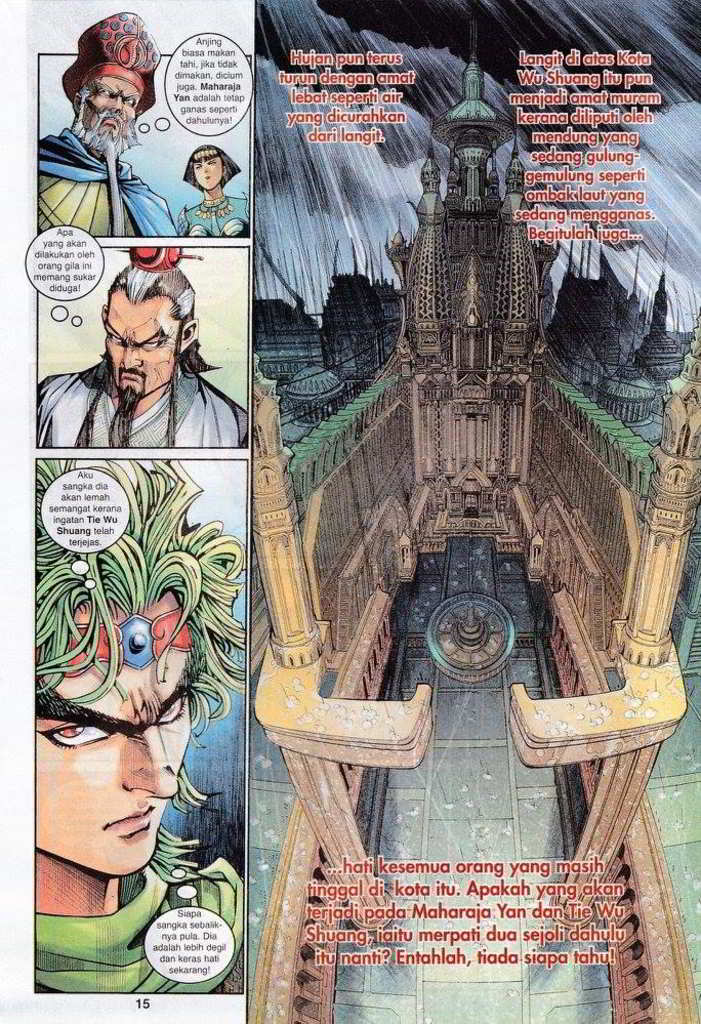 Anjing
biasa makan
tahi, jika tidak
dimakan, dicium
juga. Maharaja
Yan adalah tetap
ganas seperti
dahulunya!
Apa
yang akan
dilakukan oleh
orang gila ini
memang sukar
diduga!
Aku
sangka dia
akan lemah
semangat kerana
ingatan Tie Wu
Shuang telah
terjejas.
Siapa
sangka sebalik-
nya pula. Dia
adalah lebih degil
dan keras hati
sekarang!
15
Hujan pun terus
turun dengan amat
lebat seperti air
yang dicurahkan
dari langit.
Langit di atas Kota
Wu Shuang itu pun
menjadi amat muram
kerana diliputi oleh
mendung yang
sedang gulung-
gemulung seperti
ombak laut yang
sedang mengganas.
Begitulah juga...
...hati kesemua orang yang masih
tinggal di kota itu. Apakah yang akan
terjadi pada Maharaja Yan dan Tie Wu
Shuang, iaitu merpati dua sejoli dahulu
itu nanti? Entahlah, tiada siapa tahu!